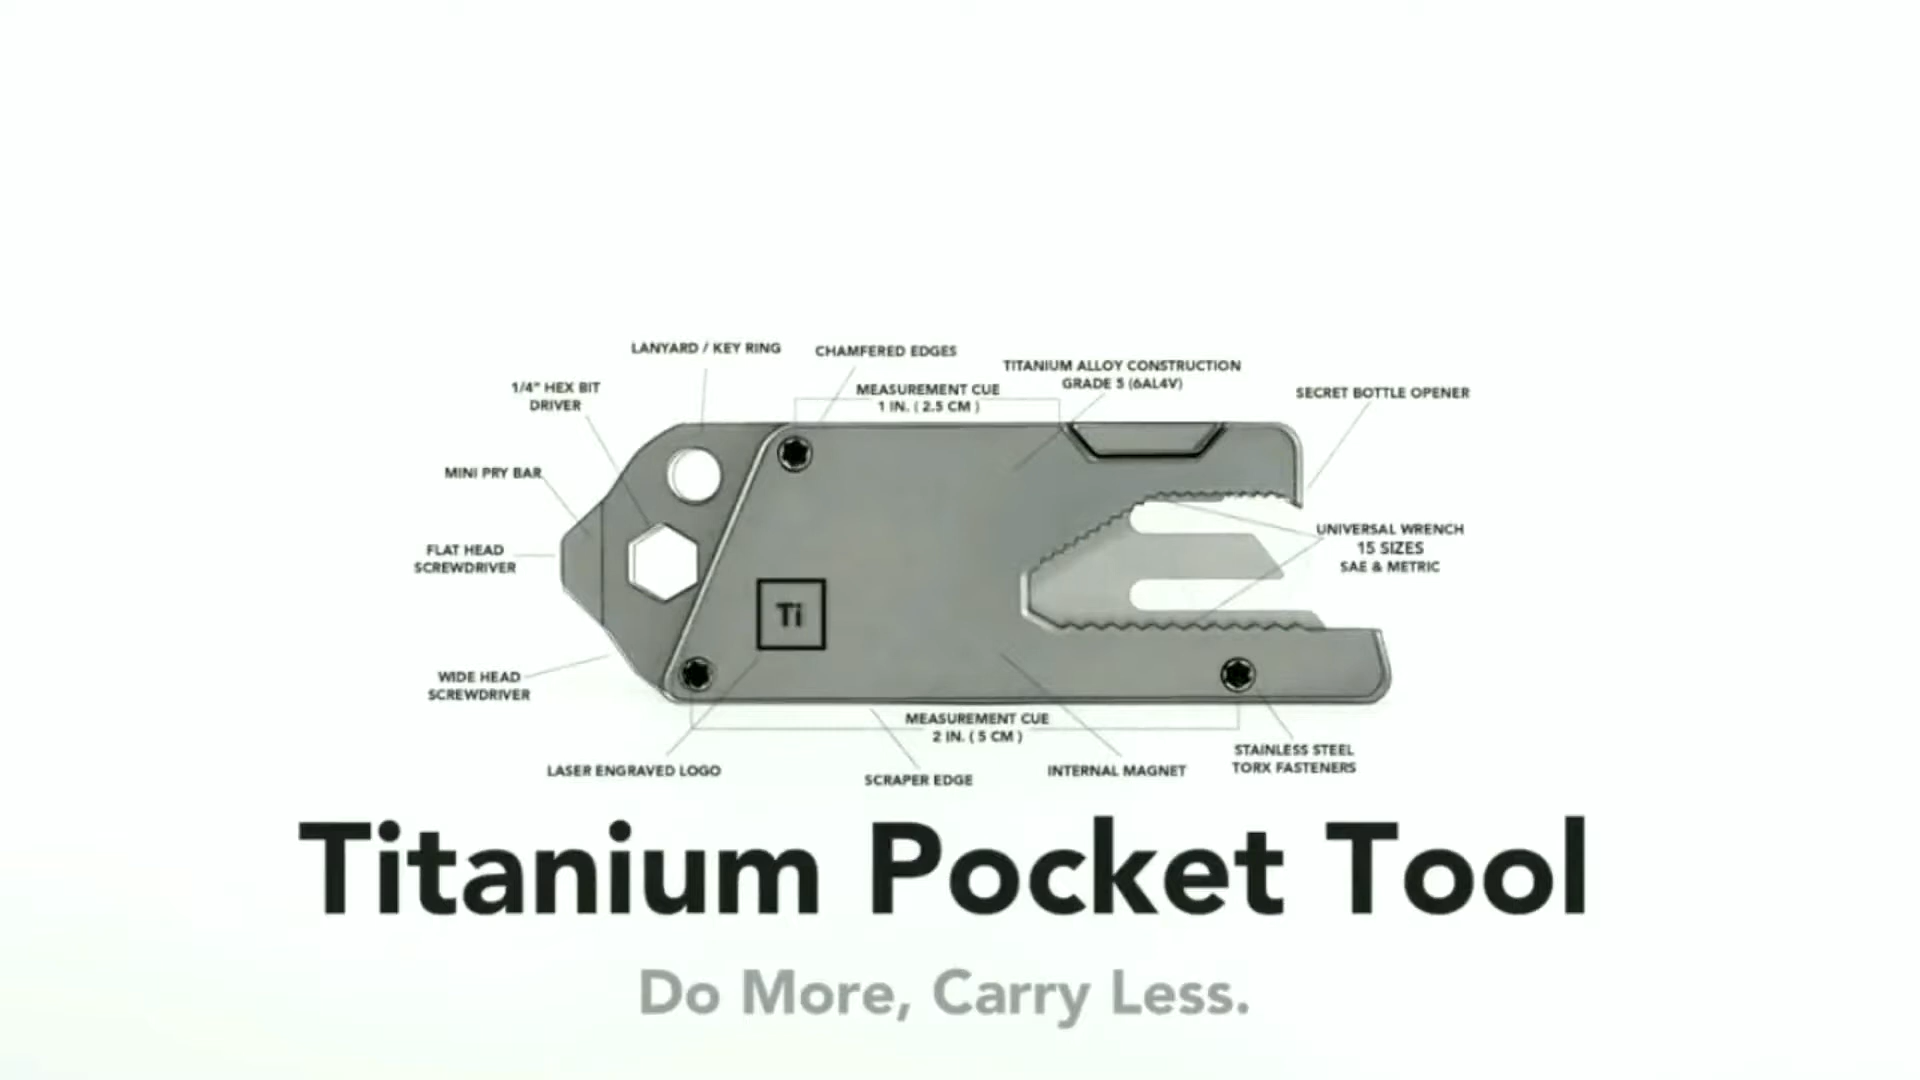 LANYARD / KEY RING
CHAMFERED EDGES
TITANIUM ALLOY CONSTRUCTION
GRADE 5 (6AL4V)
1/4" HEX BIT
DRIVER
MEASUREMENT CUE
1 IN. ( 2.5 CM )
SECRET BOTTLE OPENER
MINI PRY BAR
UNIVERSAL WRENCH
15 SIZES
SAE & METRIC
FLAT HEAD
SCREWDRIVER
Ti
WIDE HEAD
SCREWDRIVER
MEASUREMENT CUE
2 IN. ( 5 CM )
STAINLESS STEEL
TORX FASTENERS
LASER ENGRAVED LOGO
SCRAPER EDGE
INTERNAL MAGNET
Titanium Pocket Tool
Do More, Carry Less.